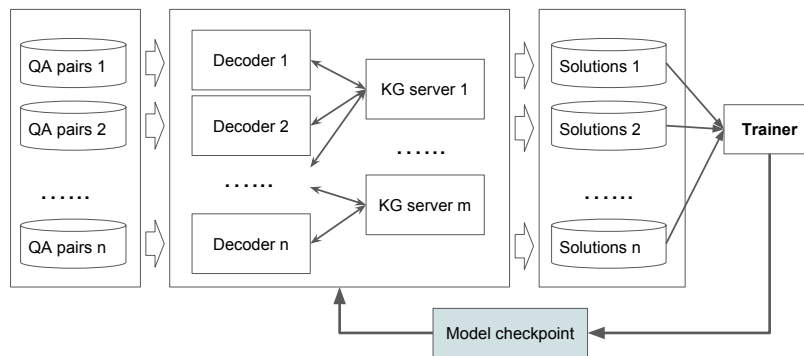 QA pairs 1
QA pairs 2
......
QA pairs n
Decoder 1
Decoder 2
......
Decoder n
KG server 1
......
KG server m
Solutions 1
Solutions 2
......
Solutions n
Trainer
Model checkpoint